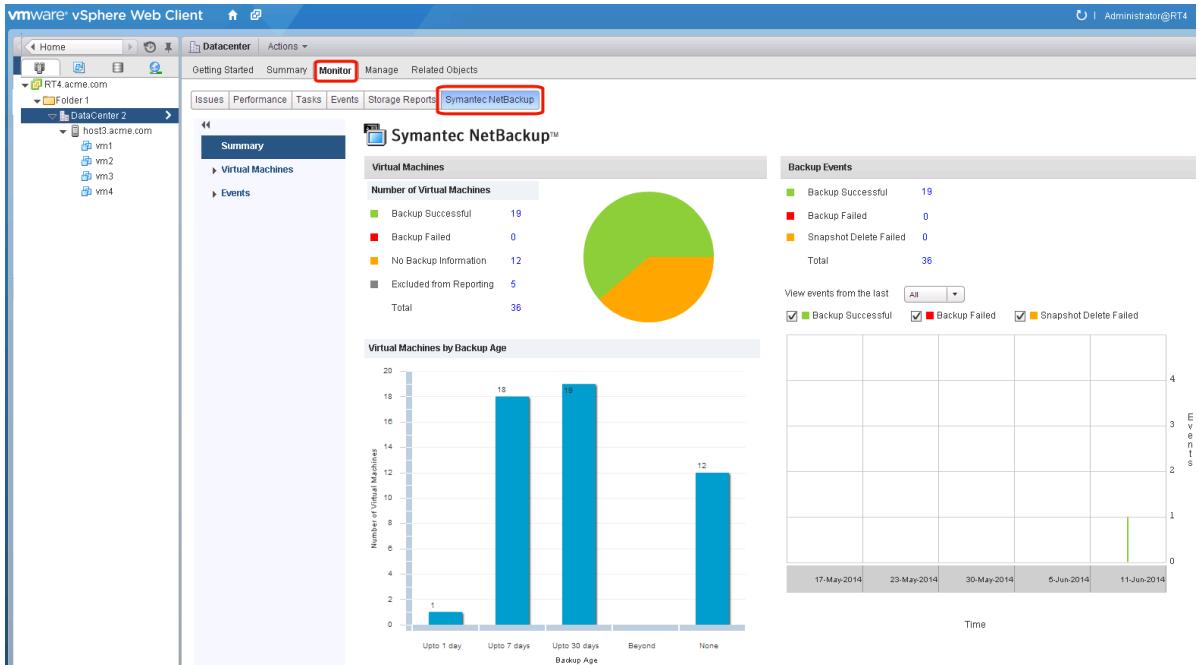 vmware® vSphere Web Client
Administrator@RT4
Home
RT4.acme.com
Folder 1
DataCenter 2
host3.acme.com
vm1
vm2
vm3
vm4
Datacenter Actions
Getting Started Summary Monitor Manage Related Objects
Issues Performance Tasks Events Storage Reports Symantec NetBackup
Summary
Virtual Machines
Events
Symantec NetBackup™
Virtual Machines
Number of Virtual Machines
Backup Successful 19
Backup Failed 0
No Backup Information 12
Excluded from Reporting 5
Total 36
Virtual Machines by Backup Age
20
18
16
14
12
10
8
6
4
2
0
Number of Virtual Machines
1
18
19
12
Upto 1 day Upto 7 days Upto 30 days Beyond None
Backup Age
Backup Events
Backup Successful 19
Backup Failed 0
Snapshot Delete Failed 0
Total 36
View events from the last All
Backup Successful Backup Failed Snapshot Delete Failed
4
3
2
1
0
Events
17-May-2014 23-May-2014 30-May-2014 5-Jun-2014 11-Jun-2014
Time